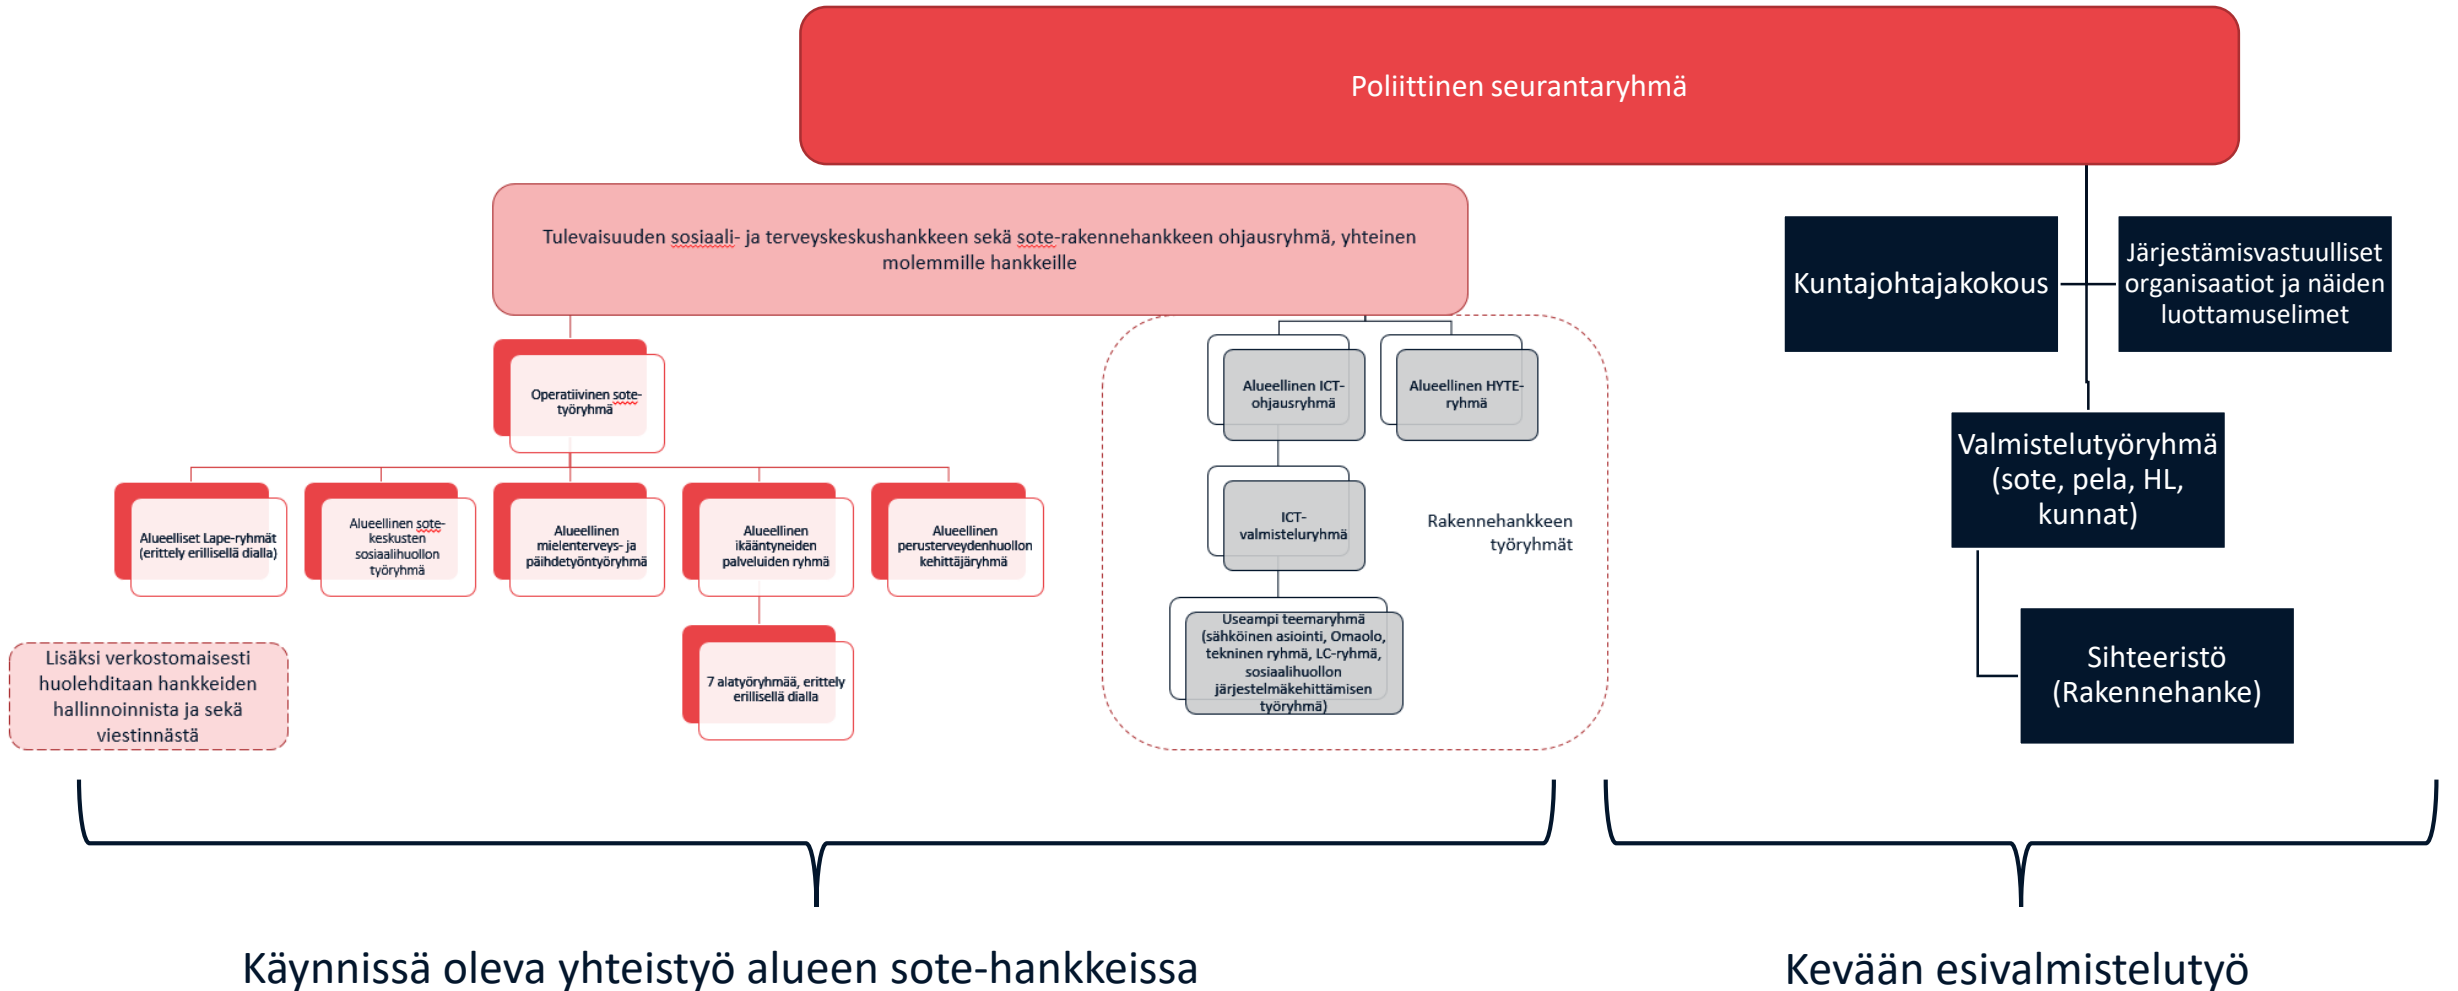 Poliittinen seurantaryhmä
Tulevaisuuden sosiaali- ja terveyskeskushankkeen sekä sote-rakennehankkeen ohjausryhmä, yhteinen
molemmille hankkeille
Kuntajohtajakokous
Järjestämisvastuulliset
organisaatiot ja näiden
luottamuselimet
Operatiivinen sote-
työryhmä
Alueellinen ICT-
ohjausryhmä
Alueellinen HYTE-
ryhmä
Valmistelutyöryhmä
(sote, pela, HL,
kunnat)
Alueelliset Lape-ryhmät
(erittely erillisellä dialla)
Alueellinen sote-
keskusten
sosiaalihuollon
työryhmä
Alueellinen
mielenterveys- ja
päihdetyöntyöryhmä
Alueellinen
ikääntyneiden
palveluiden ryhmä
Alueellinen
perusterveydenhuollon
kehittäjäryhmä
ICT-
valmisteluryhmä
Rakennehankkeen
työryhmät
7 alatyöryhmää, erittely
erillisellä dialla
Useampi teemaryhmä
(sähköinen asiointi, Omaolo,
tekninen ryhmä, LC-ryhmä,
sosiaalihuollon
järjestelmäkehittämisen
työryhmä)
Sihteeristö
(Rakennehanke)
Lisäksi verkostomaisesti
huolehditaan hankkeiden
hallinnoinnista ja sekä
viestinnästä
Käynnissä oleva yhteistyö alueen sote-hankkeissa
Kevään esivalmistelutyö